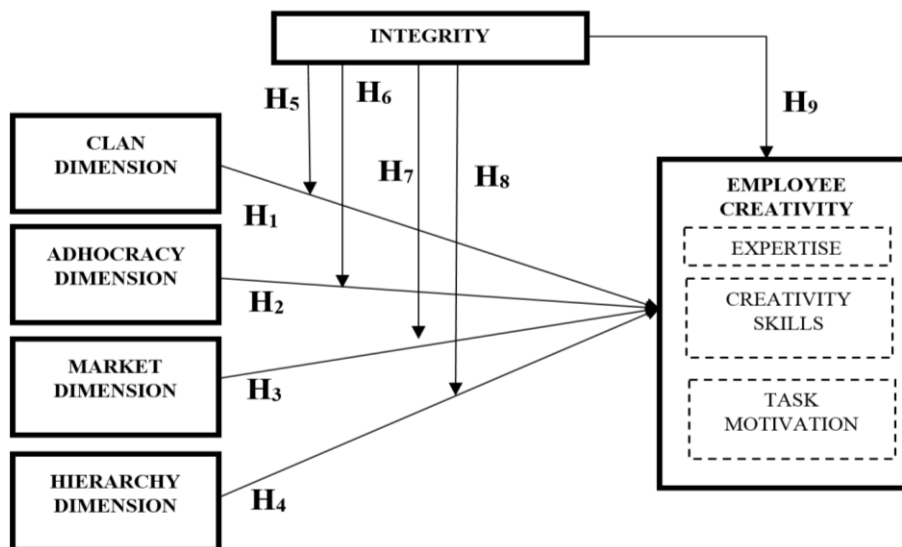 INTEGRITY
H5
H6
H9
CLAN
DIMENSION
H7
H8
EMPLOYEE
CREATIVITY
H1
EXPERTISE
ADHOCRACY
DIMENSION
H2
CREATIVITY
SKILLS
MARKET
DIMENSION
H3
TASK
MOTIVATION
HIERARCHY
DIMENSION
H4